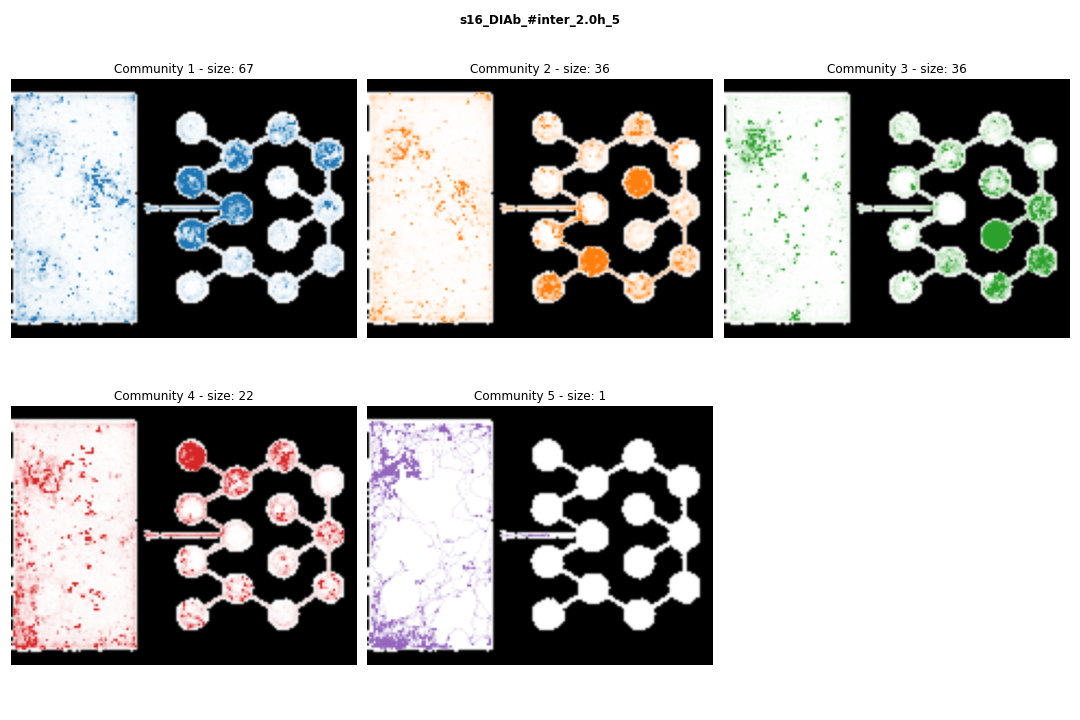 s16_DIAb_#inter_2.0h_5
Community 1 - size: 67
Community 2 - size: 36
Community 3 - size: 36
Community 4 - size: 22
Community 5 - size: 1